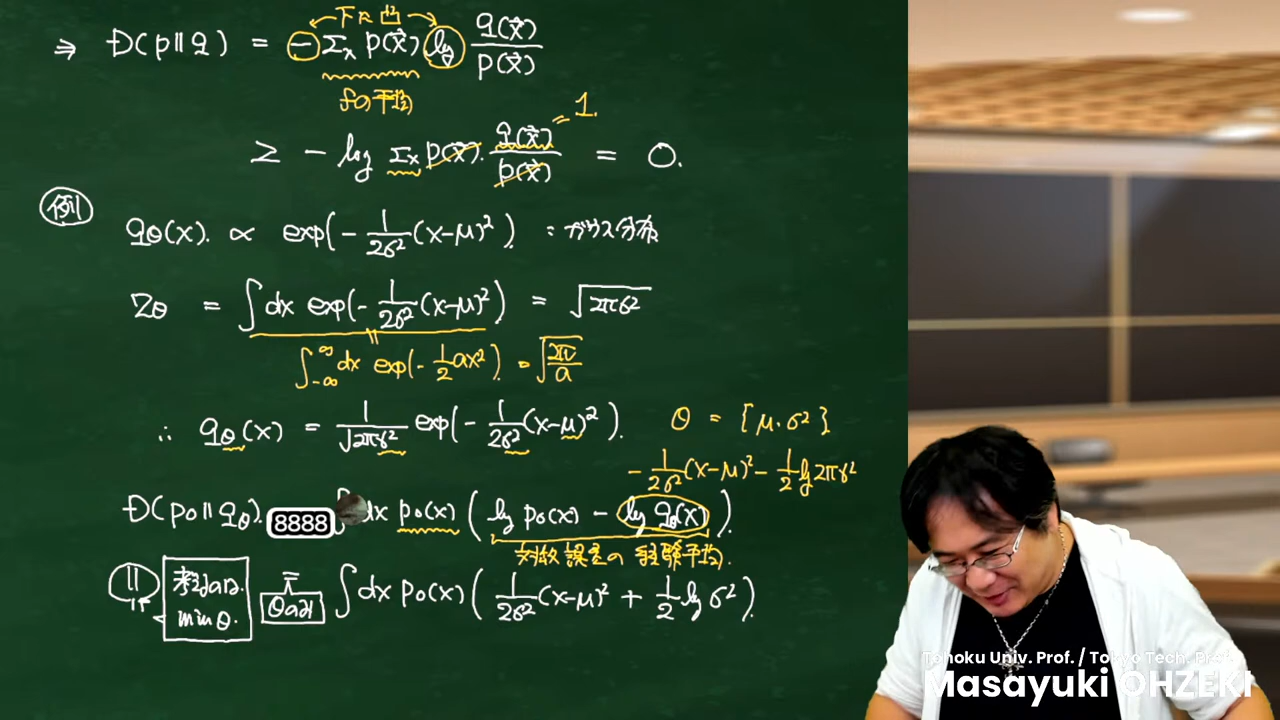 ⇒ D(p||q) = - Σx p(x⃗) log q(x⃗)/p(x⃗)
下に凸
fの平均
≥ - log Σx p(x⃗) · q(x⃗)/p(x⃗) = 0.
= 1.
例
qθ(x) ∝ exp(- 1/2σ² (x-μ)²) = ガウス分布
Zθ = ∫dx exp(- 1/2σ² (x-μ)²) = √2πσ²
∫-∞^∞ dx exp(- 1/2 ax²) = √2π/a
∴ qθ(x) = 1/√2πσ² exp(- 1/2σ² (x-μ)²). θ = {μ, σ²}
- 1/2σ² (x-μ)² - 1/2 log 2πσ²
D(p0||qθ) 8888 ∫dx p0(x) (log p0(x) - log qθ(x)).
対数誤差の経験平均.
min θ. θのみ ∫dx p0(x) (1/2σ² (x-μ)² + 1/2 log σ²).
Tohoku Univ. Prof. / Tokyo Tech. Prof.
Masayuki OHZEKI